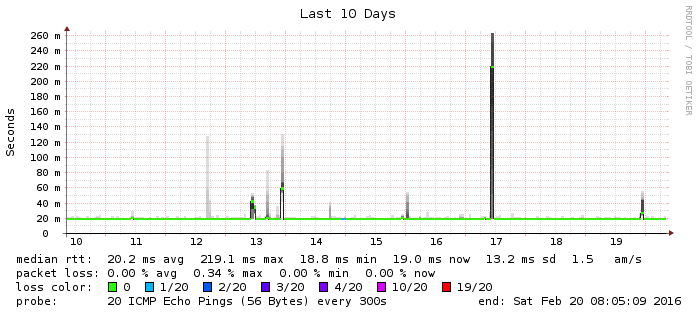 Last 10 Days
RRDTOOL / TOBI OETIKER
Seconds
260 m
240 m
220 m
200 m
180 m
160 m
140 m
120 m
100 m
80 m
60 m
40 m
20 m
0
10 11 12 13 14 15 16 17 18 19
median rtt: 20.2 ms avg 219.1 ms max 18.8 ms min 19.0 ms now 13.2 ms sd 1.5 am/s
packet loss: 0.00 % avg 0.34 % max 0.00 % min 0.00 % now
loss color: 0 1/20 2/20 3/20 4/20 10/20 19/20
probe: 20 ICMP Echo Pings (56 Bytes) every 300s end: Sat Feb 20 08:05:09 2016